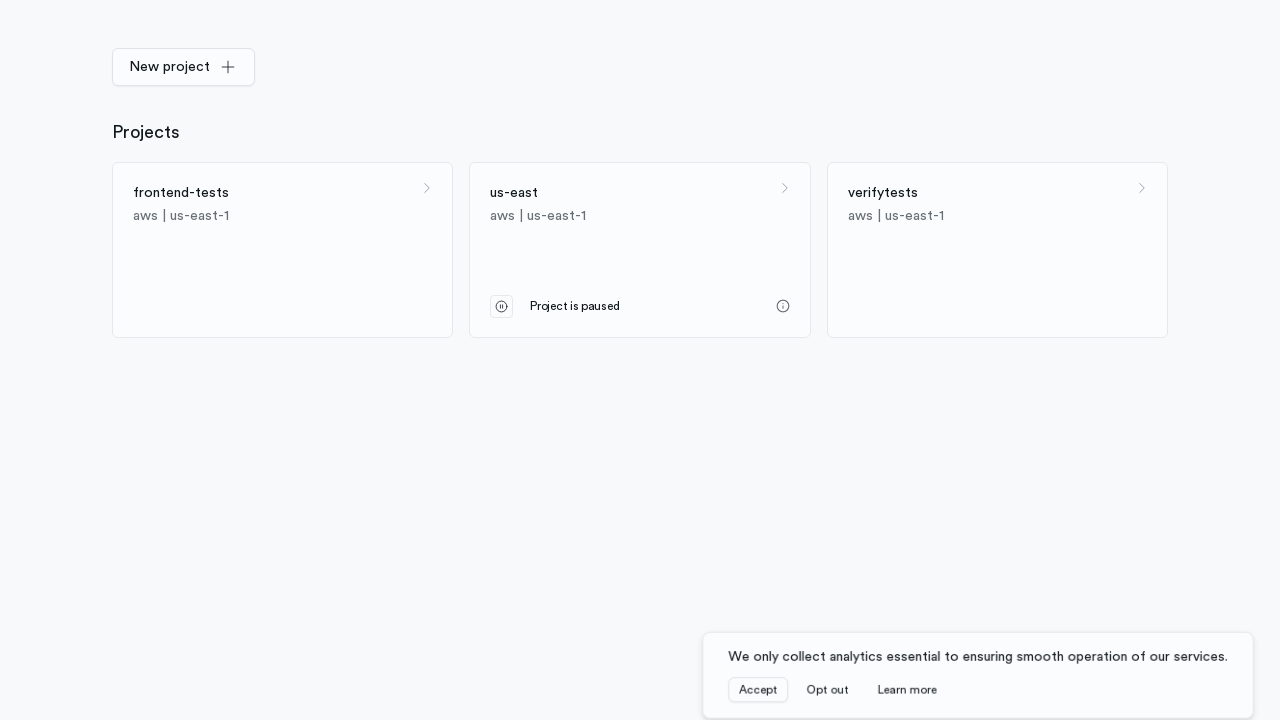 New project
Projects
frontend-tests
aws | us-east-1
us-east
aws | us-east-1
Project is paused
verifytests
aws | us-east-1
We only collect analytics essential to ensuring smooth operation of our services.
Accept Opt out Learn more